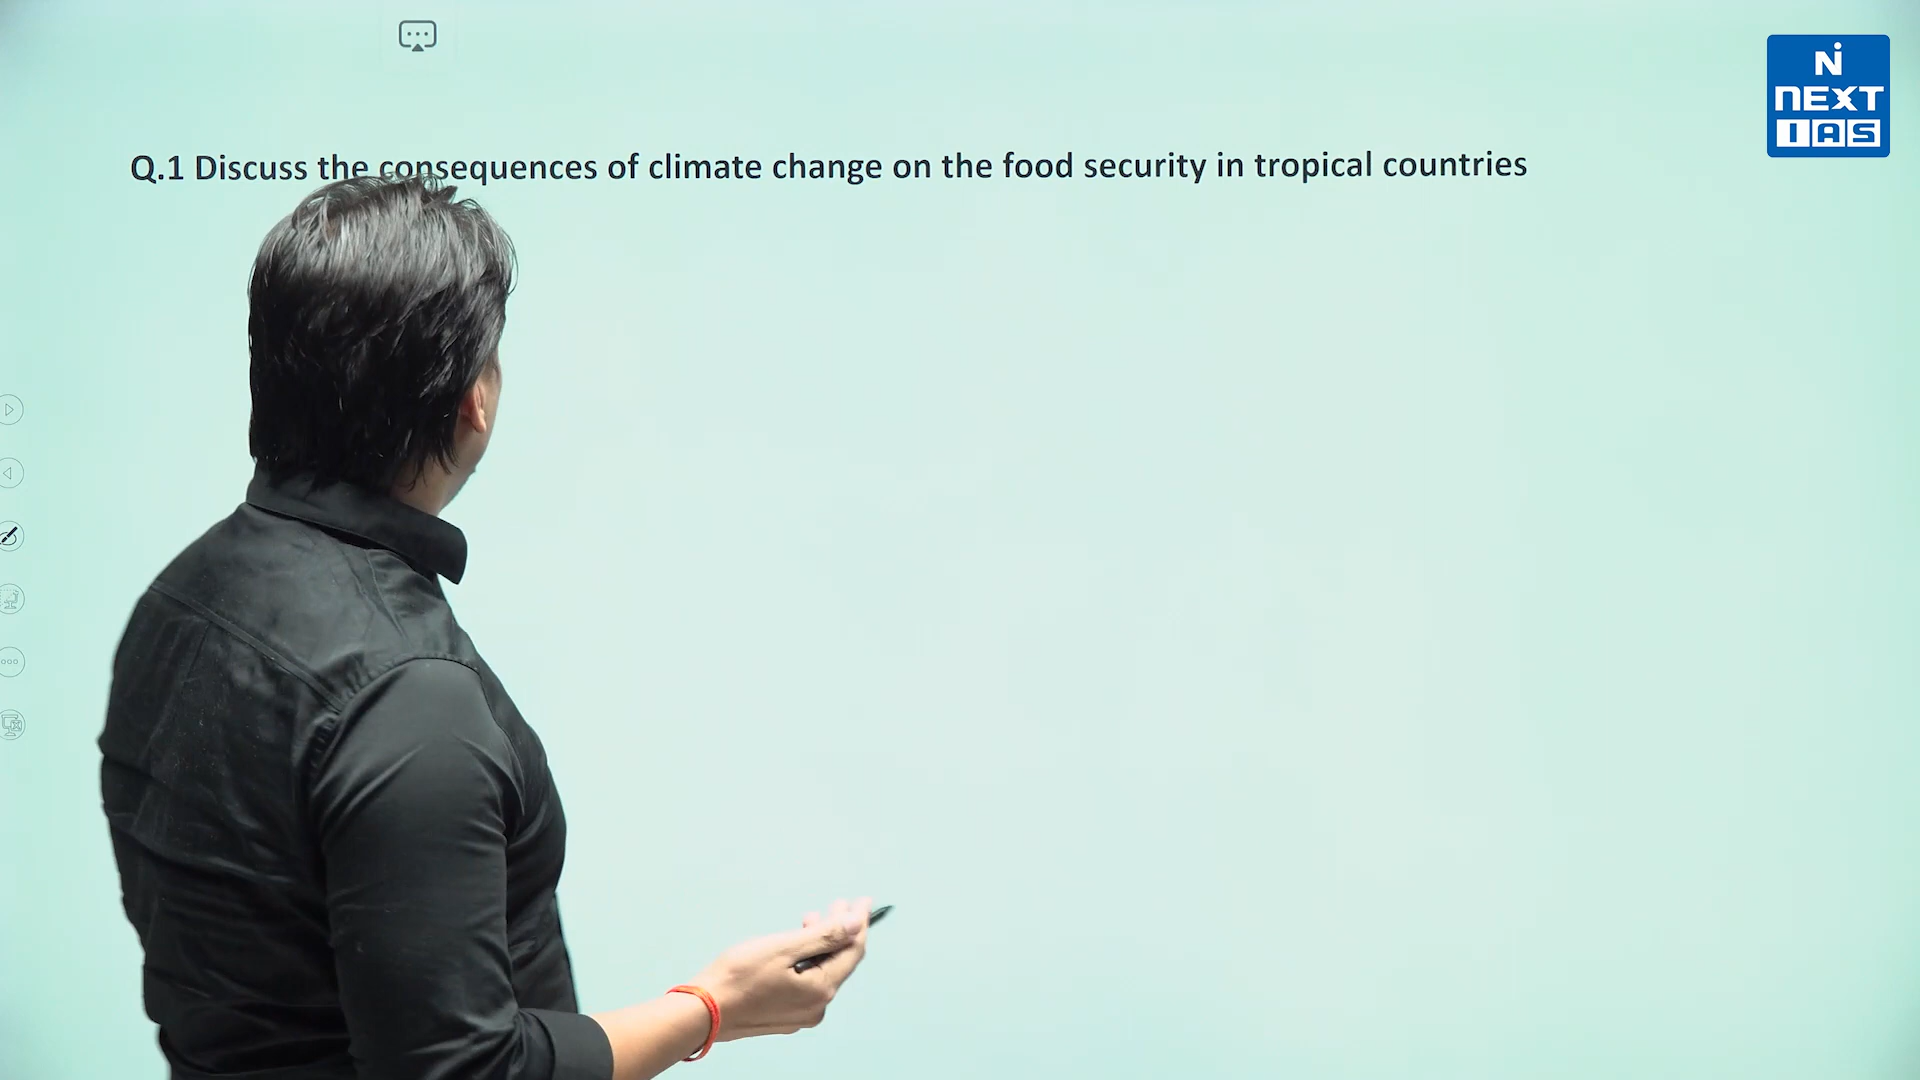 Q.1 Discuss the consequences of climate change on the food security in tropical countries
N
NEXT
IAS